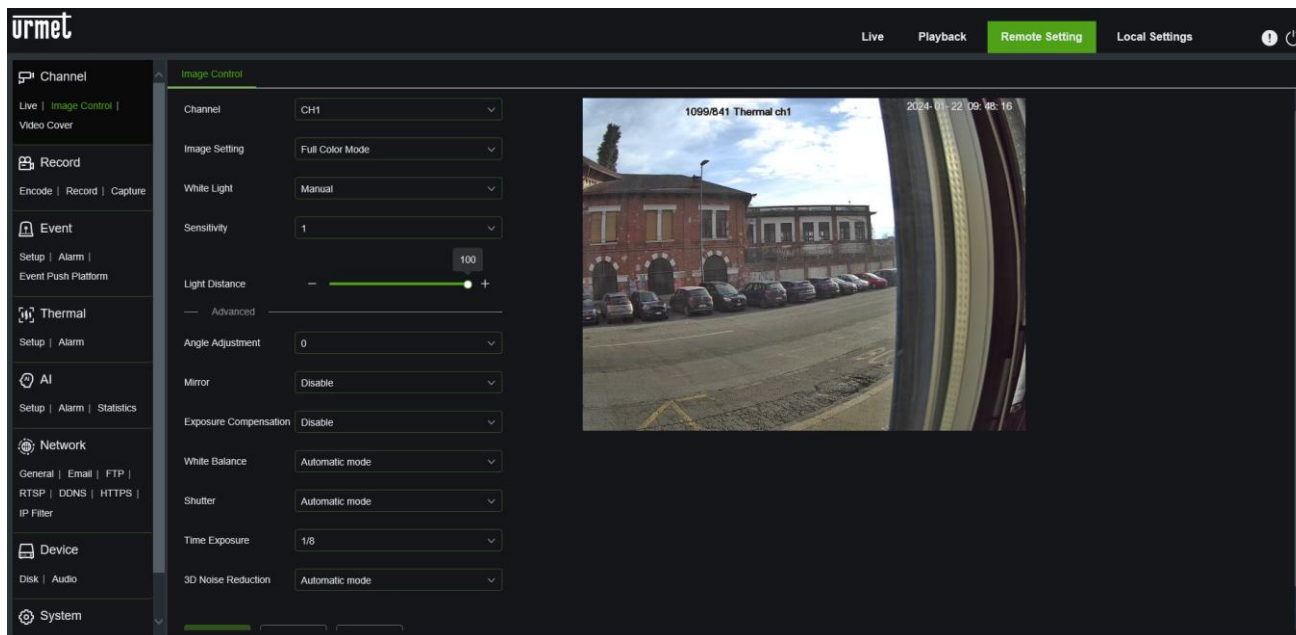 urmet
Live Playback Remote Setting Local Settings
Channel
Live | Image Control |
Video Cover
Record
Encode | Record | Capture
Event
Setup | Alarm |
Event Push Platform
Thermal
Setup | Alarm
AI
Setup | Alarm | Statistics
Network
General | Email | FTP |
RTSP | DDNS | HTTPS |
IP Filter
Device
Disk | Audio
System
Image Control
Channel CH1
Image Setting Full Color Mode
White Light Manual
Sensitivity 1
100
Light Distance − +
Advanced
Angle Adjustment 0
Mirror Disable
Exposure Compensation Disable
White Balance Automatic mode
Shutter Automatic mode
Time Exposure 1/8
3D Noise Reduction Automatic mode
1099/841 Thermal ch1 2024-01-22 09:48:16